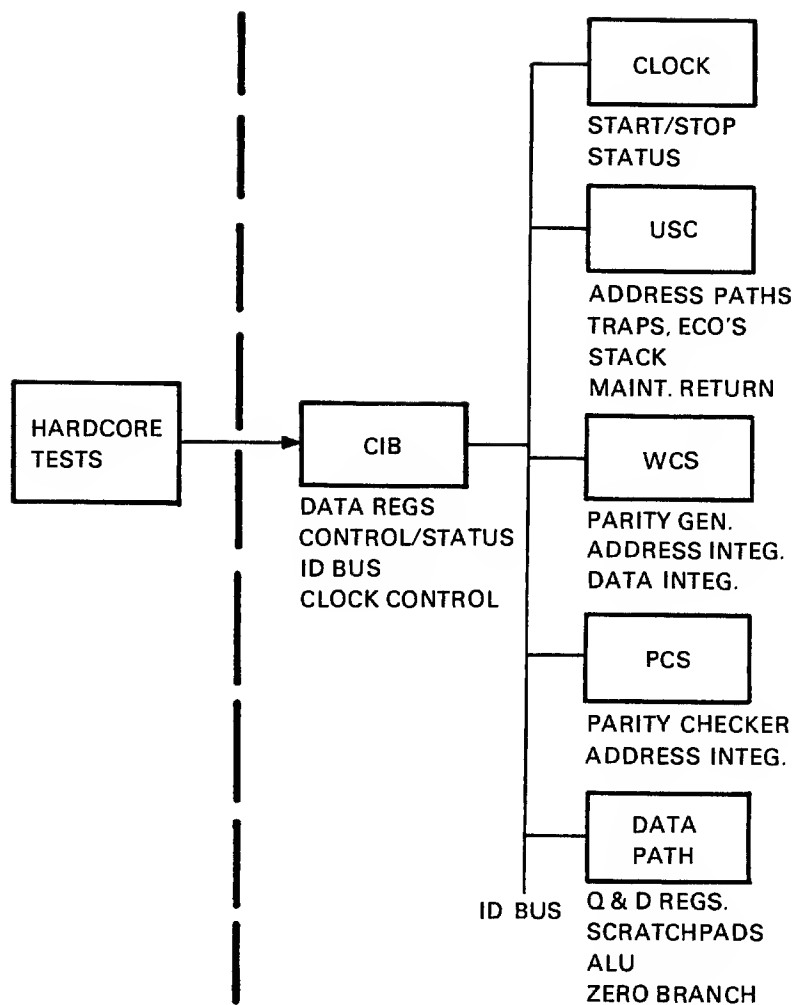 HARDCORE
TESTS
CIB
DATA REGS
CONTROL/STATUS
ID BUS
CLOCK CONTROL
CLOCK
START/STOP
STATUS
USC
ADDRESS PATHS
TRAPS, ECO'S
STACK
MAINT. RETURN
WCS
PARITY GEN.
ADDRESS INTEG.
DATA INTEG.
PCS
PARITY CHECKER
ADDRESS INTEG.
DATA
PATH
Q & D REGS.
SCRATCHPADS
ALU
ZERO BRANCH
ID BUS